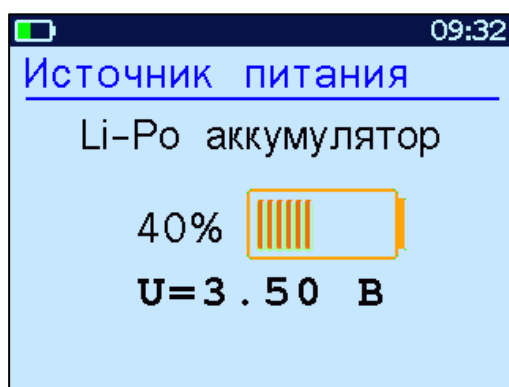 09:32
Источник питания
Li-Po аккумулятор
40%
U=3.50 В